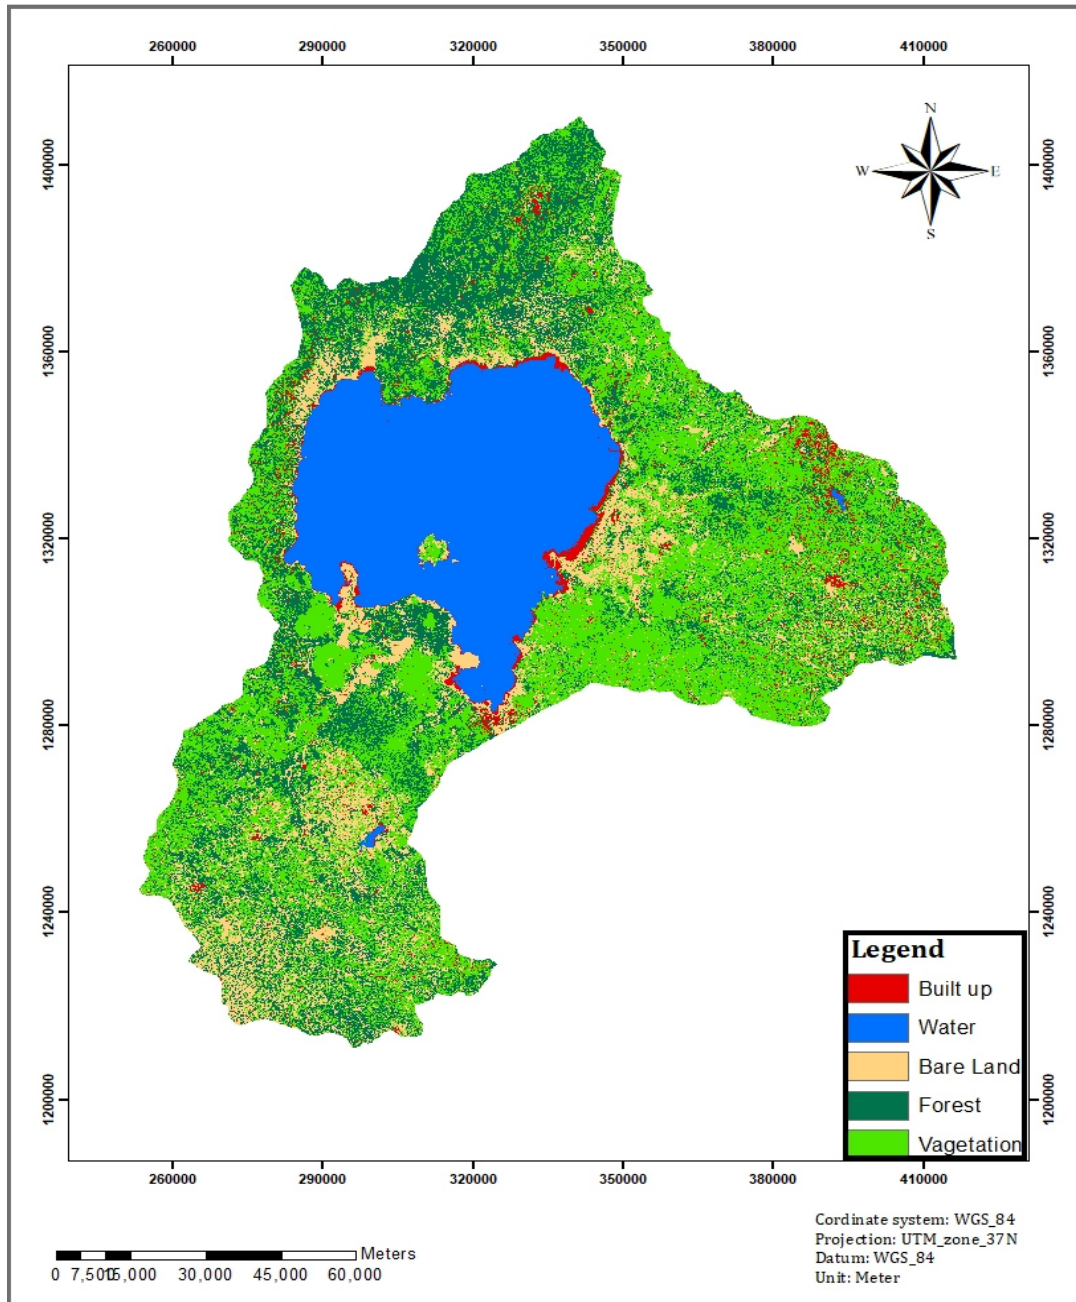 260000 290000 320000 350000 380000 410000
N
W E
S
1400000 1400000
1360000 1360000
1320000 1320000
1280000 1280000
1240000 1240000
1200000 1200000
Legend
Built up
Water
Bare Land
Forest
Vagetation
260000 290000 320000 350000 380000 410000
Cordinate system: WGS_84
Projection: UTM_zone_37N
Datum: WGS_84
Unit: Meter
Meters
0 7,500 15,000 30,000 45,000 60,000